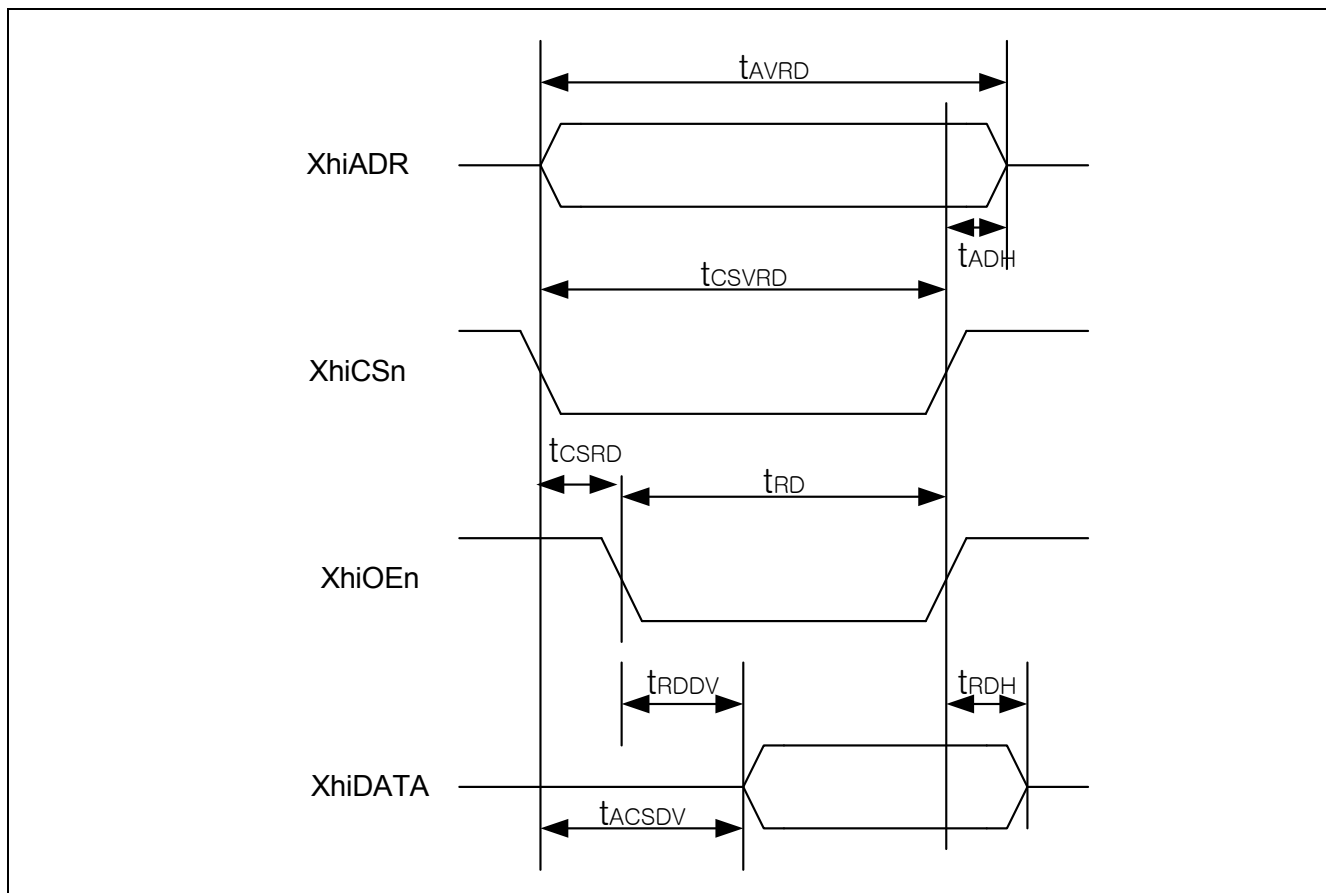 tAVRD
XhiADR
tADH
tCSVRD
XhiCSn
tCSRD
tRD
XhiOEn
tRDDV
tRDH
XhiDATA
tACSDV